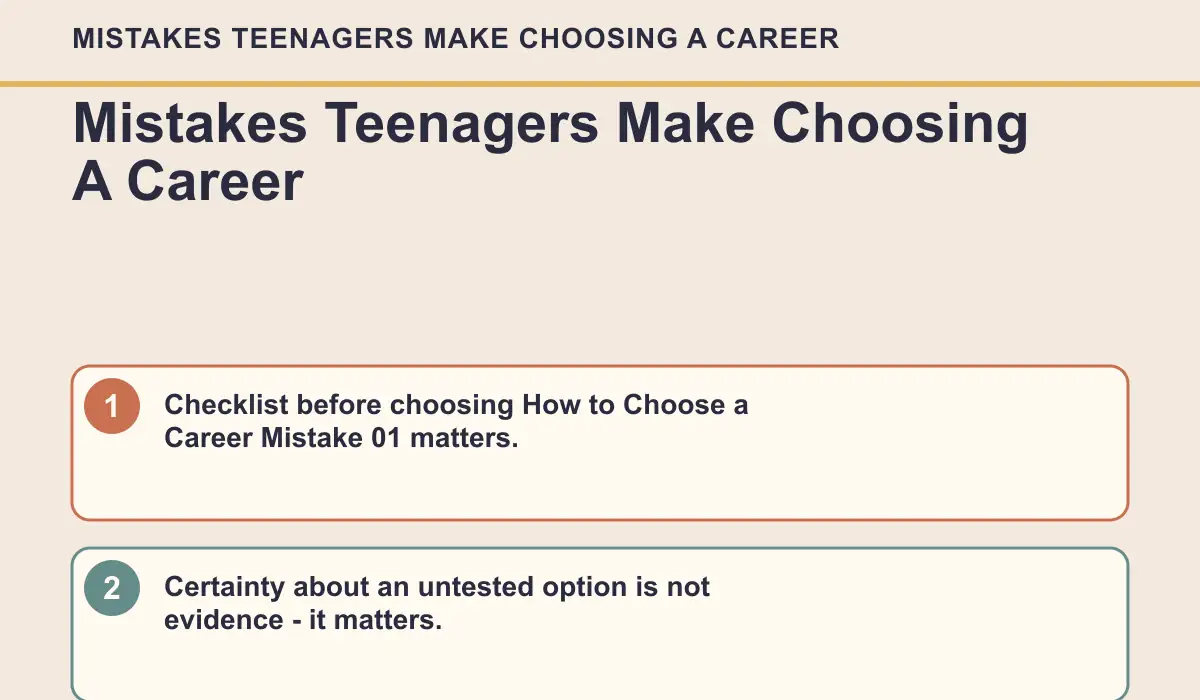 MISTAKES TEENAGERS MAKE CHOOSING A CAREER
Mistakes Teenagers Make Choosing
A Career
1
Checklist before choosing How to Choose a
Career Mistake 01 matters.
2
Certainty about an untested option is not
evidence - it matters.